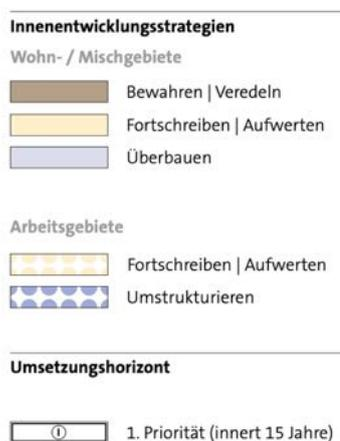 Innenentwicklungsstrategien
Wohn- / Mischgebiete
Bewahren | Veredeln
Fortschreiben | Aufwerten
Überbauen
Arbeitsgebiete
Fortschreiben | Aufwerten
Umstrukturieren
Umsetzungshorizont
1 1. Priorität (innert 15 Jahre)